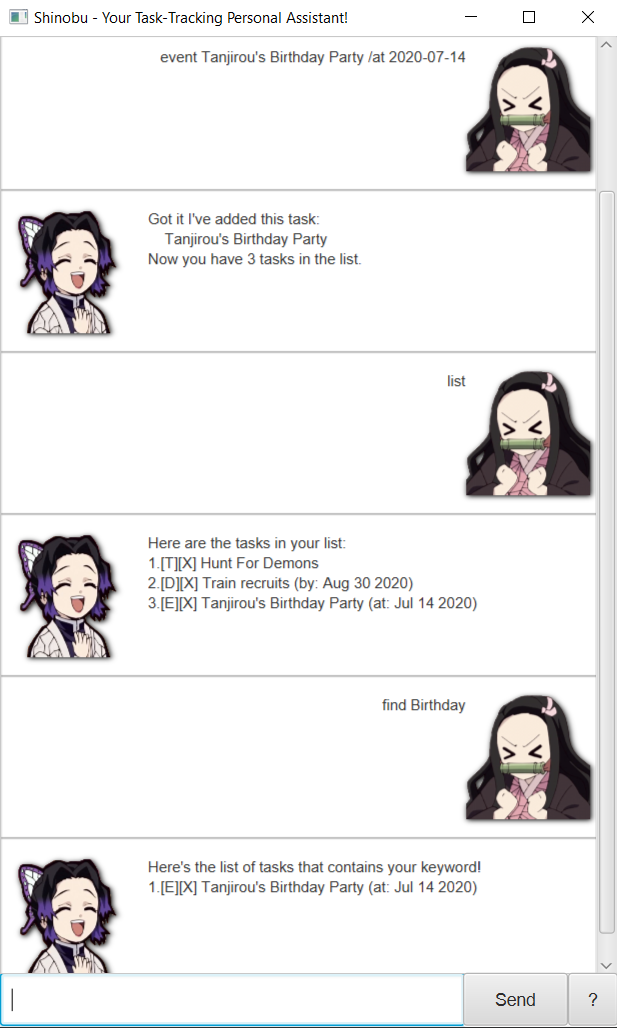 Shinobu - Your Task-Tracking Personal Assistant!
event Tanjirou's Birthday Party /at 2020-07-14
Got it I've added this task:
Tanjirou's Birthday Party
Now you have 3 tasks in the list.
list
Here are the tasks in your list:
1.[T][X] Hunt For Demons
2.[D][X] Train recruits (by: Aug 30 2020)
3.[E][X] Tanjirou's Birthday Party (at: Jul 14 2020)
find Birthday
Here's the list of tasks that contains your keyword!
1.[E][X] Tanjirou's Birthday Party (at: Jul 14 2020)
Send ?